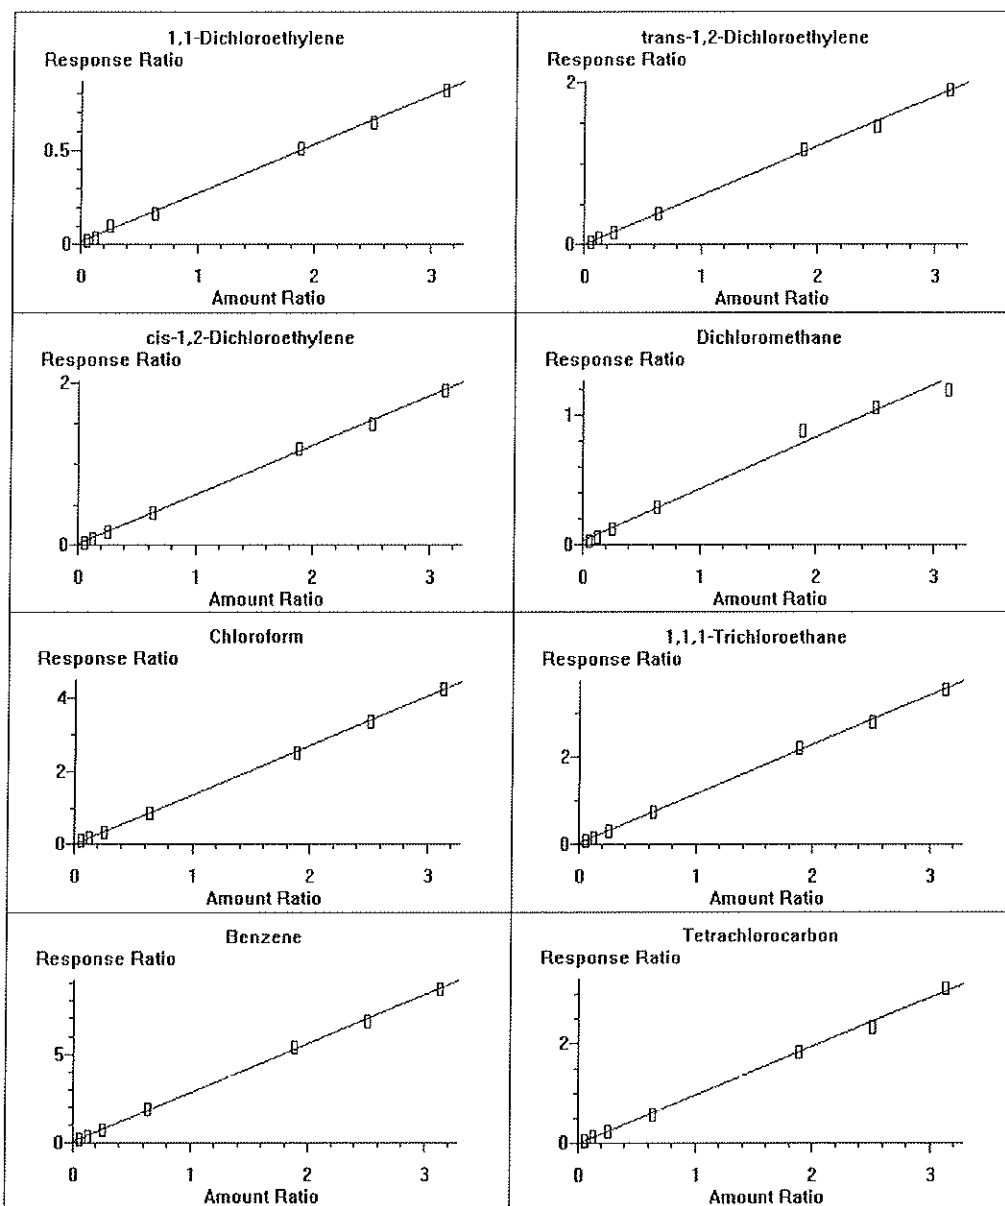 1,1-Dichloroethylene
Response Ratio
0.5
0
0 1 2 3
Amount Ratio
trans-1,2-Dichloroethylene
Response Ratio
2
0
0 1 2 3
Amount Ratio
cis-1,2-Dichloroethylene
Response Ratio
2
0
0 1 2 3
Amount Ratio
Dichloromethane
Response Ratio
1
0
0 1 2 3
Amount Ratio
Chloroform
Response Ratio
4
2
0
0 1 2 3
Amount Ratio
1,1,1-Trichloroethane
Response Ratio
2
0
0 1 2 3
Amount Ratio
Benzene
Response Ratio
5
0
0 1 2 3
Amount Ratio
Tetrachlorocarbon
Response Ratio
2
0
0 1 2 3
Amount Ratio